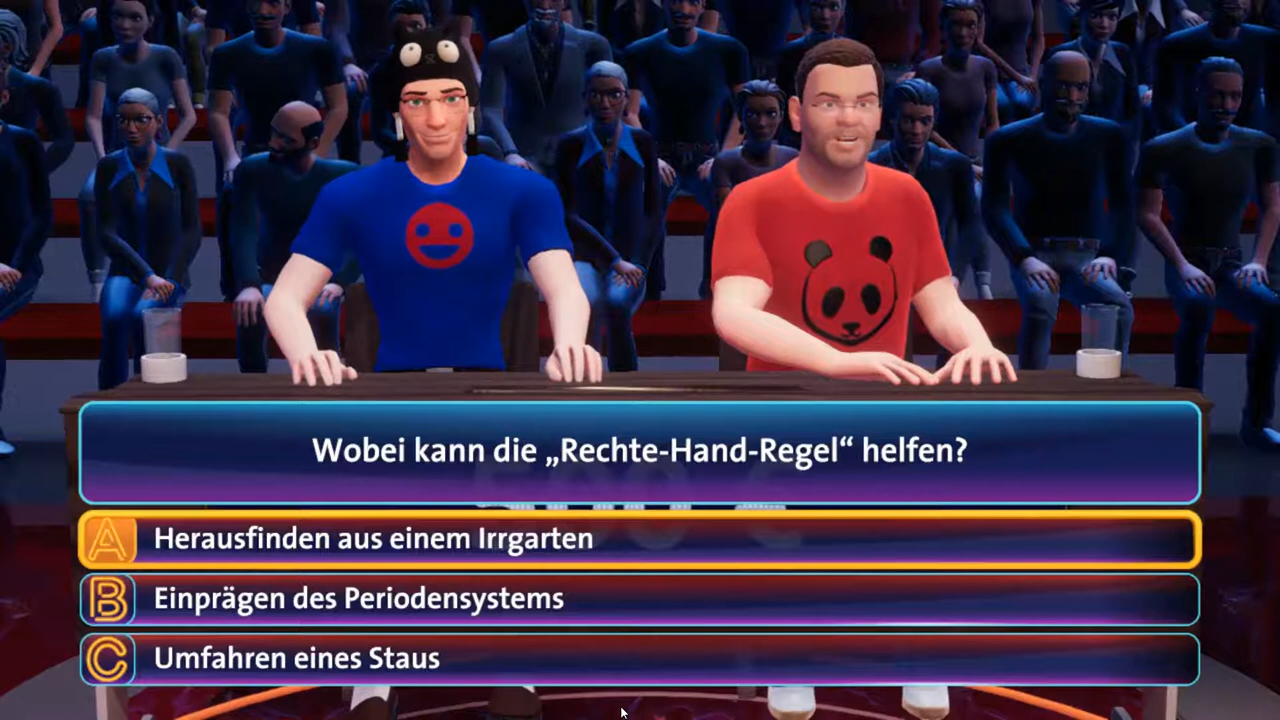 Wobei kann die „Rechte-Hand-Regel“ helfen?
A Herausfinden aus einem Irrgarten
B Einprägen des Periodensystems
C Umfahren eines Staus